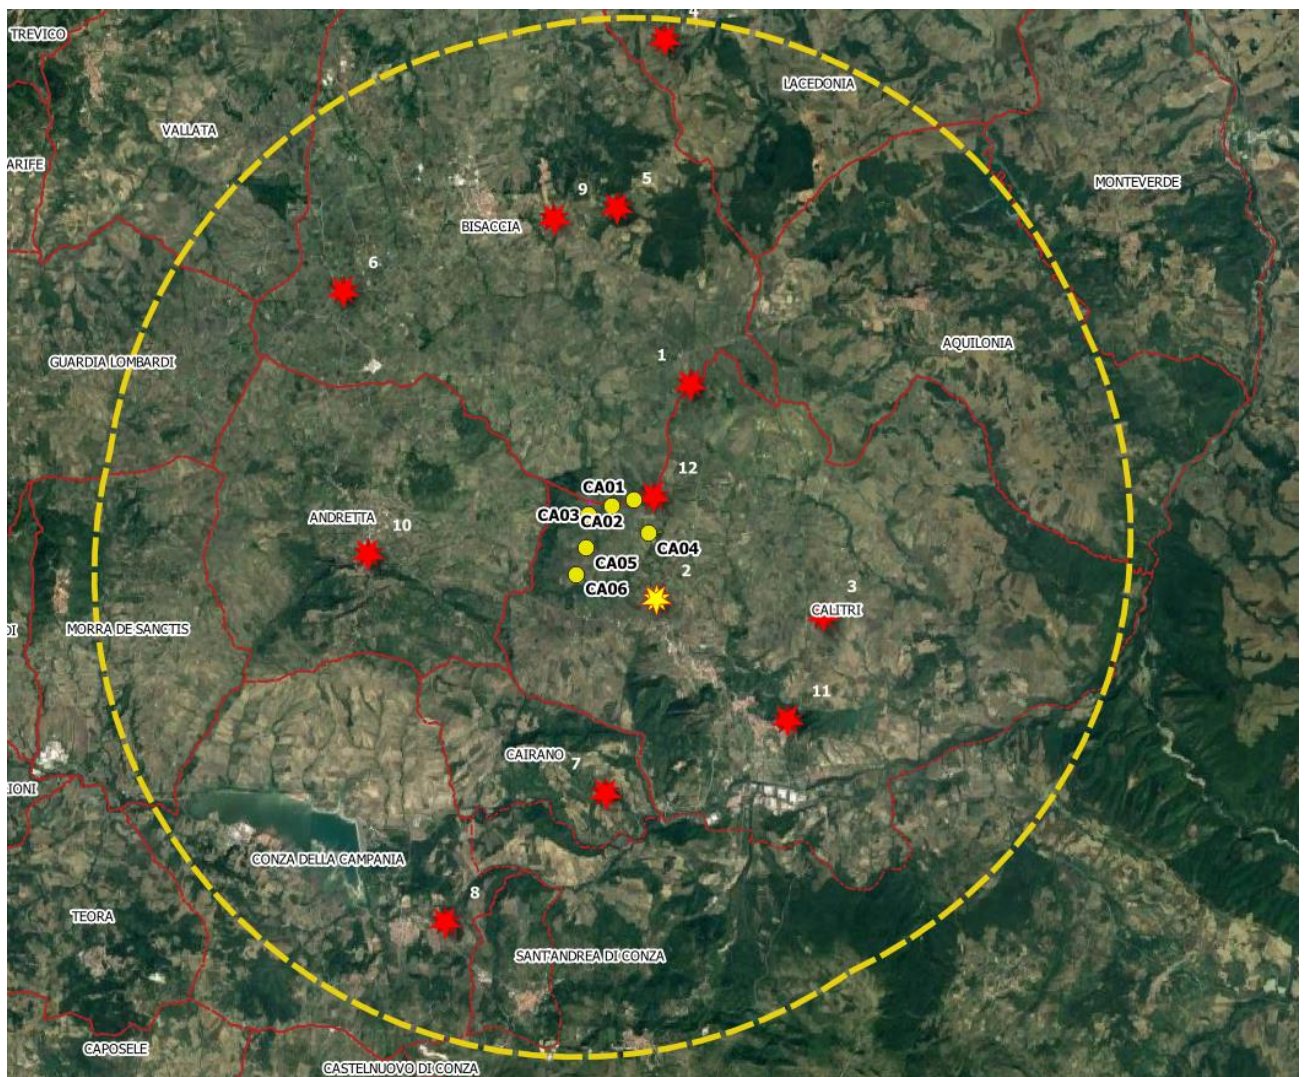 4
TREVICO
LACEDONIA
VALLATA
ARIFE
MONTEVERDE
9
5
BISACCIA
6
AQUILONIA
GUARDIA LOMBARDI
1
12
CA01
CA03
CA02
ANDRETTA
10
CA04
CA05
2
CA06
3
CALITRI
DI
MORRA DE SANCTIS
11
CAIRANO
7
IONI
CONZA DELLA CAMPANIA
8
TEORA
SANT'ANDREA DI CONZA
CAPOSELE
CASTELNUOVO DI CONZA